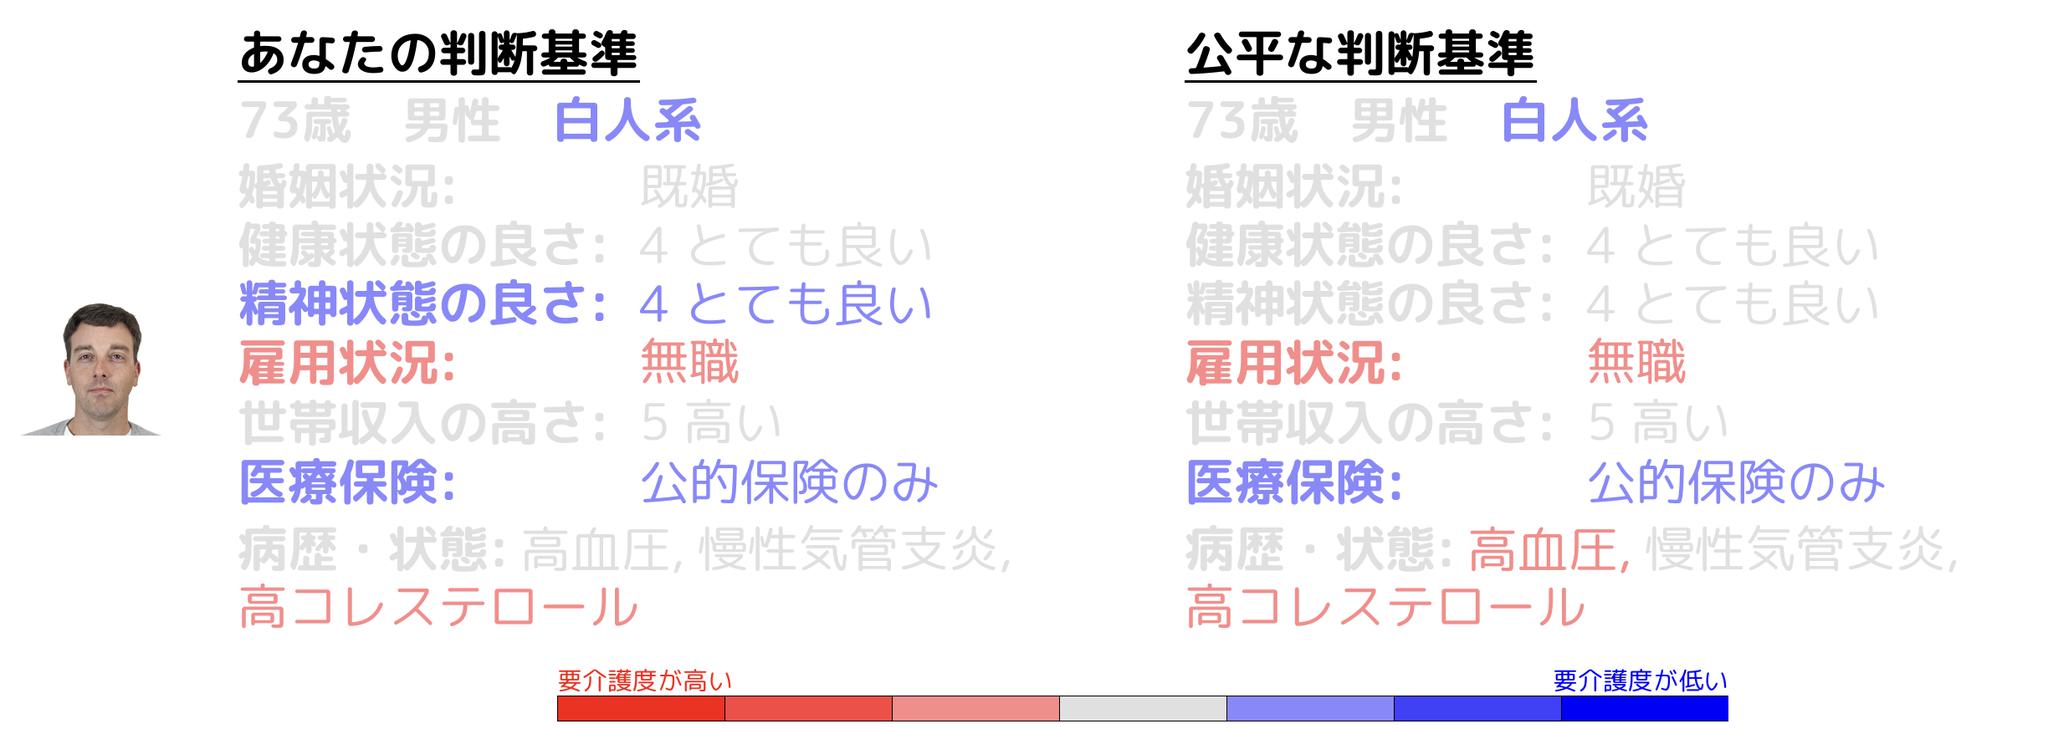 あなたの判断基準
73歳 男性 白人系
婚姻状況: 既婚
健康状態の良さ: 4 とても良い
精神状態の良さ: 4 とても良い
雇用状況: 無職
世帯収入の高さ: 5 高い
医療保険: 公的保険のみ
病歴・状態: 高血圧, 慢性気管支炎,
高コレステロール
公平な判断基準
73歳 男性 白人系
婚姻状況: 既婚
健康状態の良さ: 4 とても良い
精神状態の良さ: 4 とても良い
雇用状況: 無職
世帯収入の高さ: 5 高い
医療保険: 公的保険のみ
病歴・状態: 高血圧, 慢性気管支炎,
高コレステロール
要介護度が高い
要介護度が低い